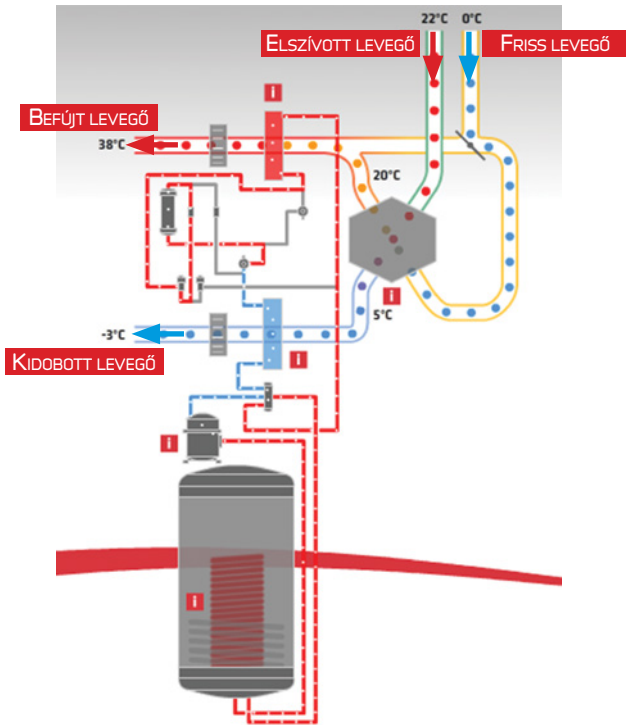 22°C 0°C
ELSZÍVOTT LEVEGŐ
FRISS LEVEGŐ
i
BEFÚJT LEVEGŐ
38°C
20°C
i
5°C
-3°C
i
KIDOBOTT LEVEGŐ
i
i